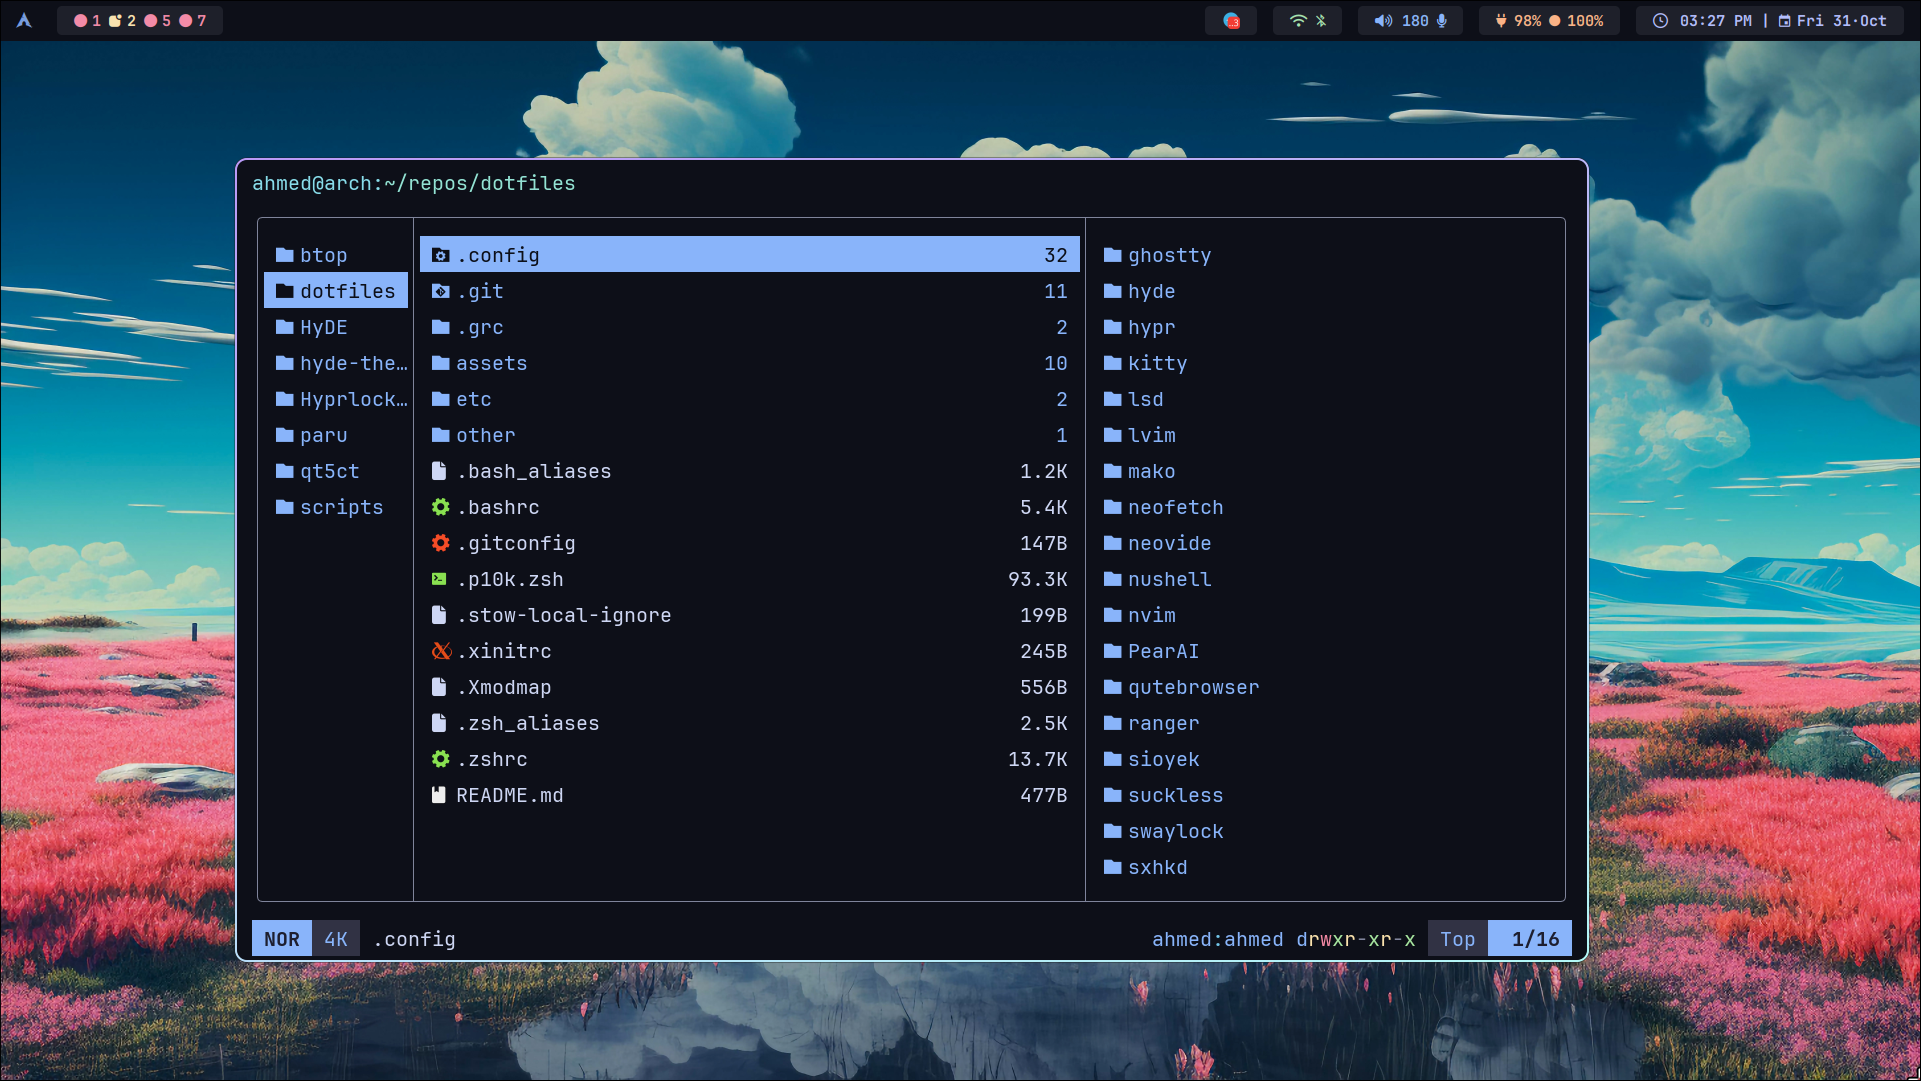 1 2 5 7
..3
180
98% 100%
03:27 PM | Fri 31·Oct
ahmed@arch:~/repos/dotfiles
btop
dotfiles
HyDE
hyde-the…
Hyprlock…
paru
qt5ct
scripts
.config 32
.git 11
.grc 2
assets 10
etc 2
other 1
.bash_aliases 1.2K
.bashrc 5.4K
.gitconfig 147B
.p10k.zsh 93.3K
.stow-local-ignore 199B
.xinitrc 245B
.Xmodmap 556B
.zsh_aliases 2.5K
.zshrc 13.7K
README.md 477B
ghostty
hyde
hypr
kitty
lsd
lvim
mako
neofetch
neovide
nushell
nvim
PearAI
qutebrowser
ranger
sioyek
suckless
swaylock
sxhkd
NOR 4K .config ahmed:ahmed drwxr-xr-x Top 1/16